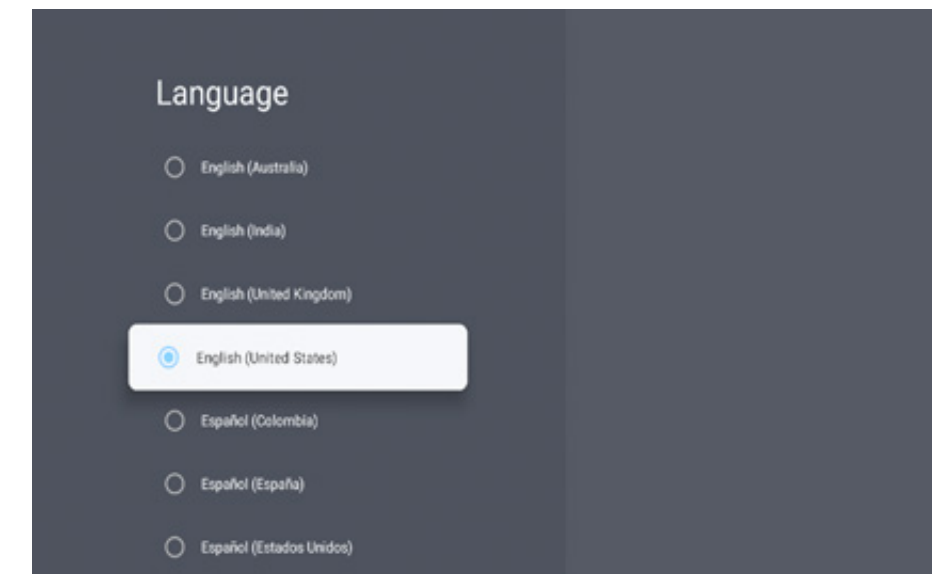 Language
English (Australia)
English (India)
English (United Kingdom)
English (United States)
Español (Colombia)
Español (España)
Español (Estados Unidos)